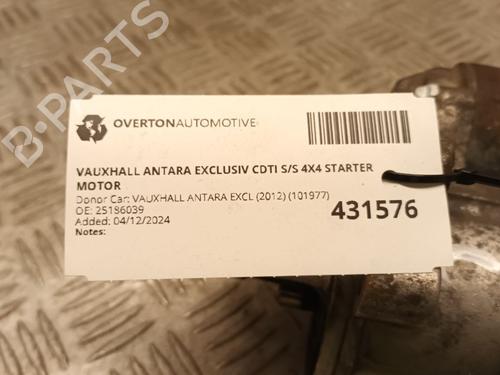 B-PARTS
OVERTONAUTOMOTIVE
VAUXHALL ANTARA EXCLUSIV CDTI S/S 4X4 STARTER
MOTOR
Donor Car: VAUXHALL ANTARA EXCL (2012) (101977)
OE: 25186039
Added: 04/12/2024
Notes:
431576